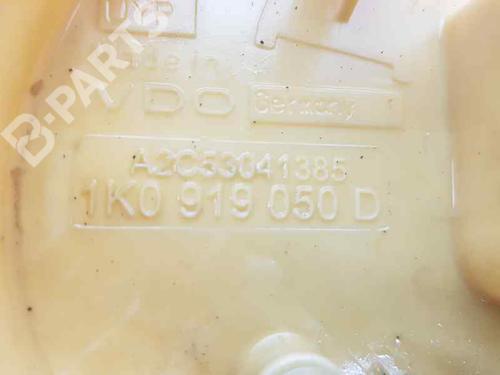 Made in
VDO Germany
A2C53041385
1K0 919 050 D
B-PARTS